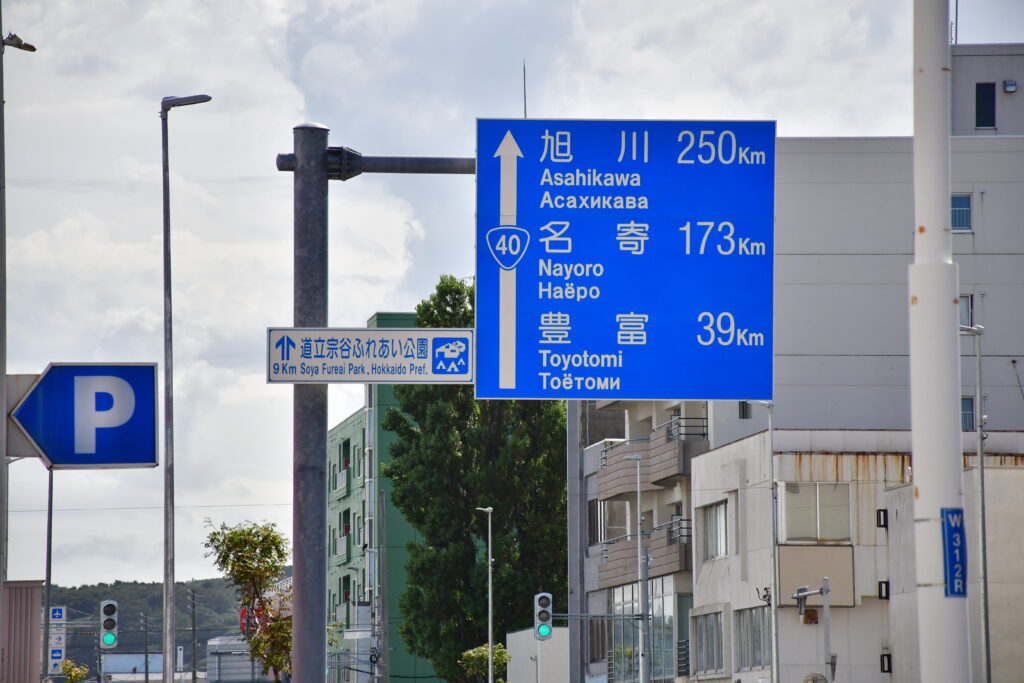 旭川 250Km
Asahikawa
Асахикава
40
名寄 173Km
Nayoro
Наёро
豊富 39Km
Toyotomi
Тоётоми
道立宗谷ふれあい公園
9 Km Soya Fureai Park, Hokkaido Pref.
P
W312R